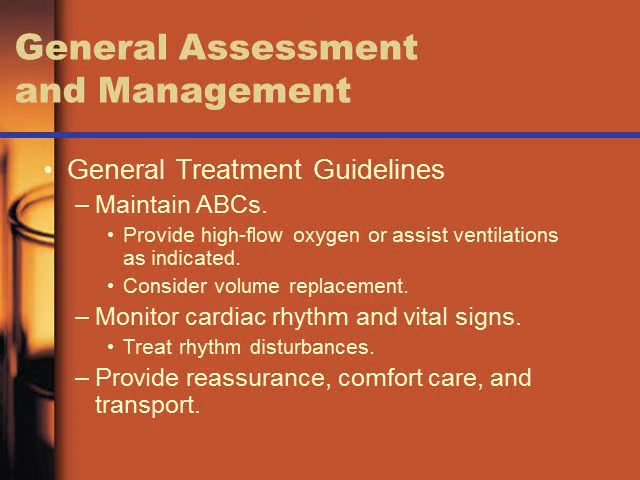 General Assessment
and Management
• General Treatment Guidelines
– Maintain ABCs.
• Provide high-flow oxygen or assist ventilations
as indicated.
• Consider volume replacement.
– Monitor cardiac rhythm and vital signs.
• Treat rhythm disturbances.
– Provide reassurance, comfort care, and
transport.